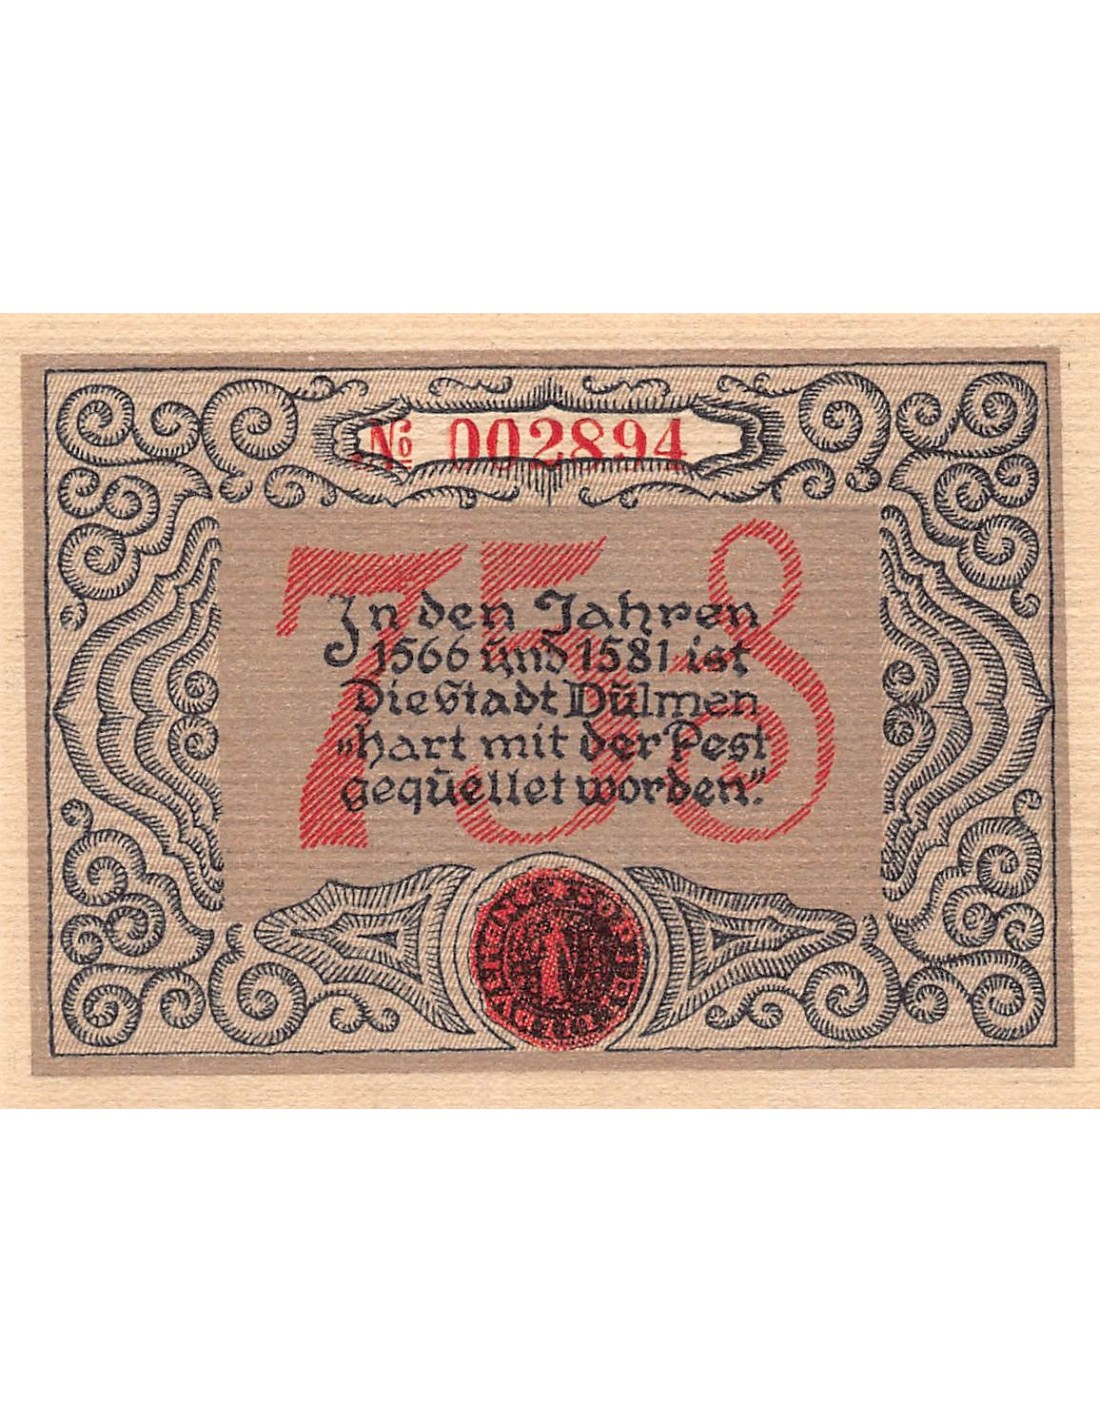 № 002894
75 ₰
In den Jahren
1566 und 1581 ist
die Stadt Dülmen
„hart mit der Pest
gequellet worden.“